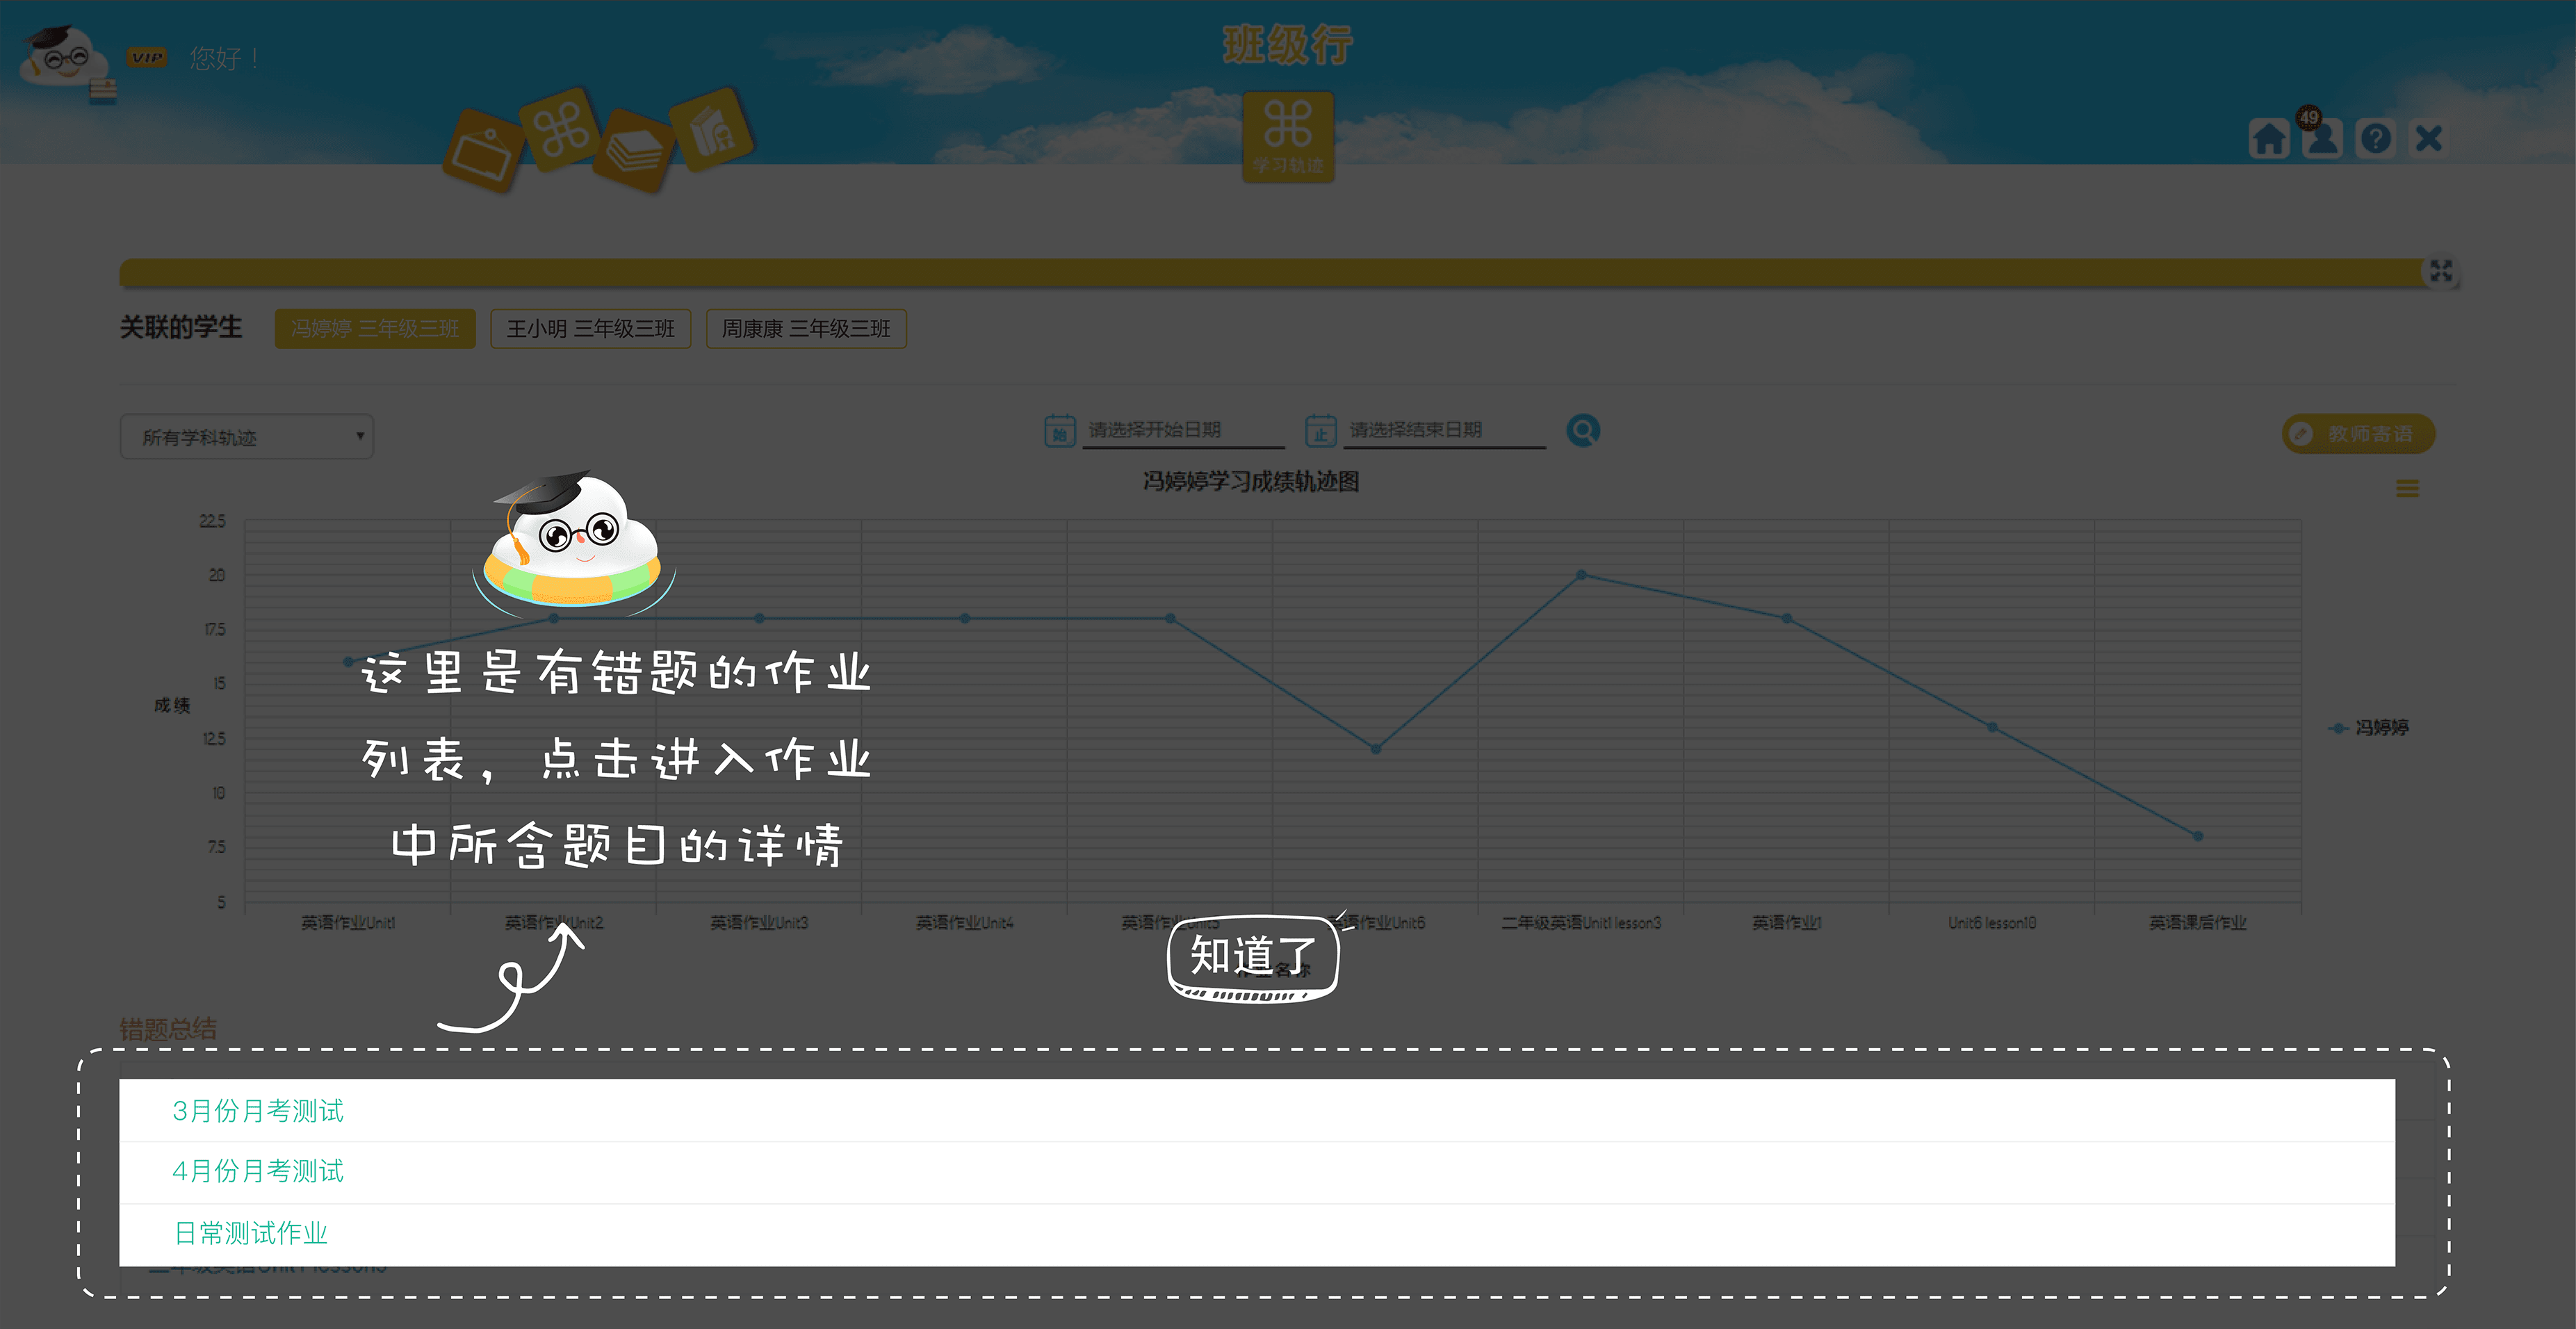 班级行
VIP 您好！
学习轨迹
49
关联的学生 冯婷婷 三年级三班 王小明 三年级三班 周康康 三年级三班
所有学科轨迹 始 请选择开始日期 止 请选择结束日期 教师寄语
冯婷婷学习成绩轨迹图
22.5
20
17.5
15
12.5
10
7.5
5
成绩
冯婷婷
这里是有错题的作业
列表，点击进入作业
中所含题目的详情
英语作业Unit1 英语作业Unit2 英语作业Unit3 英语作业Unit4 英语作业Unit5 英语作业Unit6 二年级英语Unit1 lesson3 英语作业1 Unit6 lesson10 英语课后作业
知道了
错题总结
3月份月考测试
4月份月考测试
日常测试作业